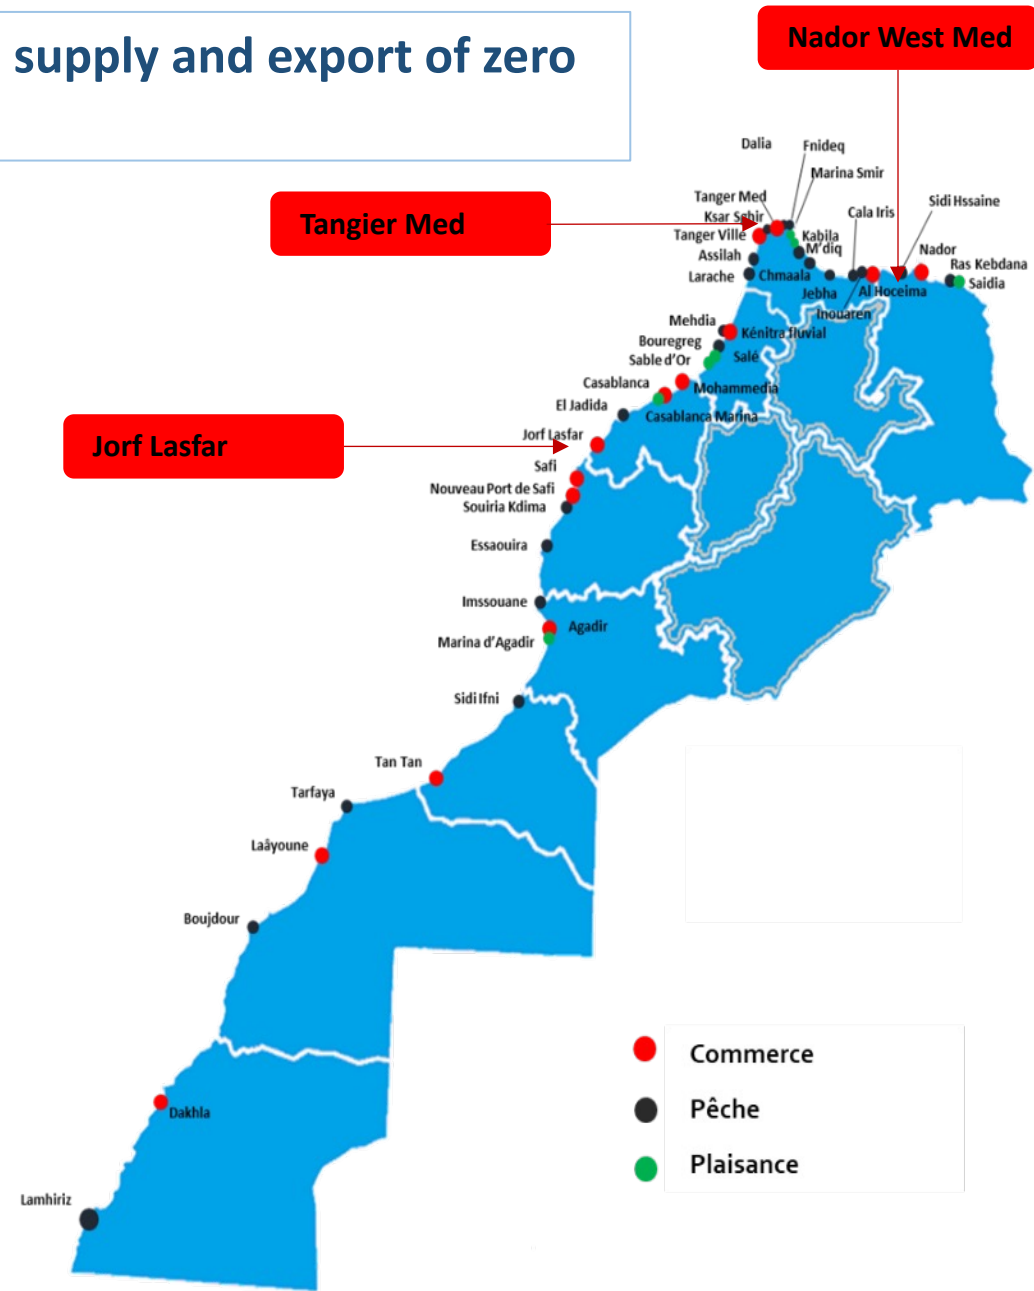 supply and export of zero
Nador West Med
Dalia
Fnideq
Marina Smir
Tanger Med
Ksar Sghir
Tanger Ville
Cala Iris
Sidi Hssaine
Tangier Med
Kabila
M'diq
Assilah
Larache
Chmaala
Jebha
Al Hoceima
Inouaren
Nador
Ras Kebdana
Saidia
Mehdia
Kénitra fluvial
Bouregreg
Salé
Sable d'Or
Casablanca
Mohammedia
El Jadida
Casablanca Marina
Jorf Lasfar
Jorf Lasfar
Safi
Nouveau Port de Safi
Souiria Kdima
Essaouira
Imssouane
Agadir
Marina d'Agadir
Sidi Ifni
Tan Tan
Tarfaya
Laâyoune
Boujdour
Dakhla
Lamhiriz
Commerce
Pêche
Plaisance